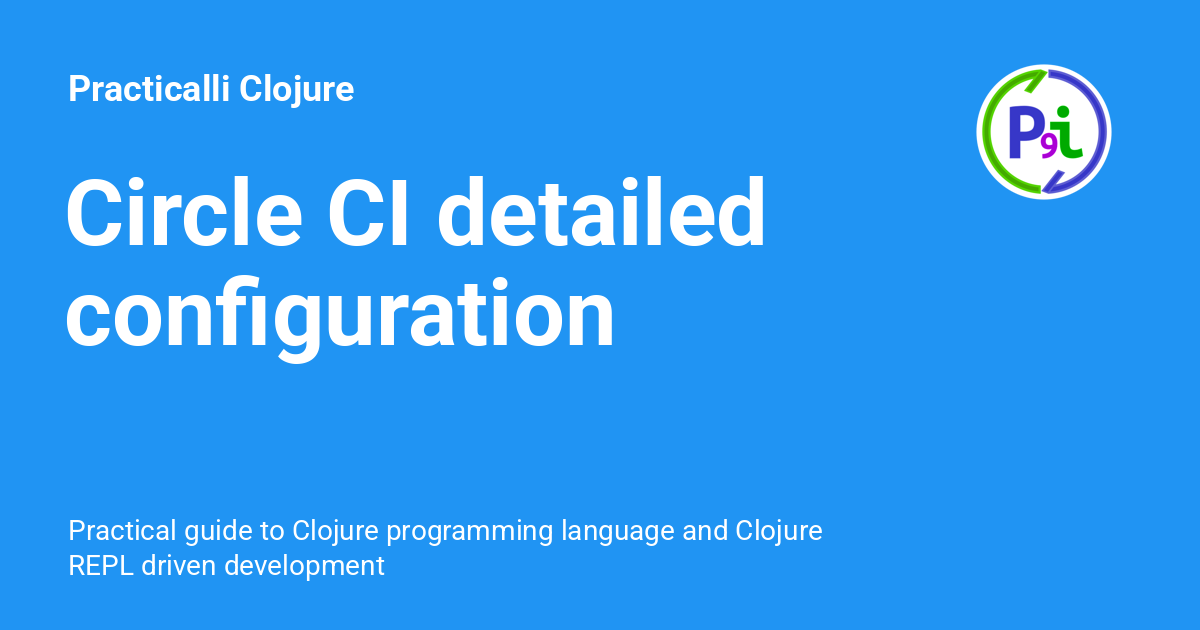 Practicalli Clojure
P9i
Circle CI detailed
configuration
Practical guide to Clojure programming language and Clojure
REPL driven development